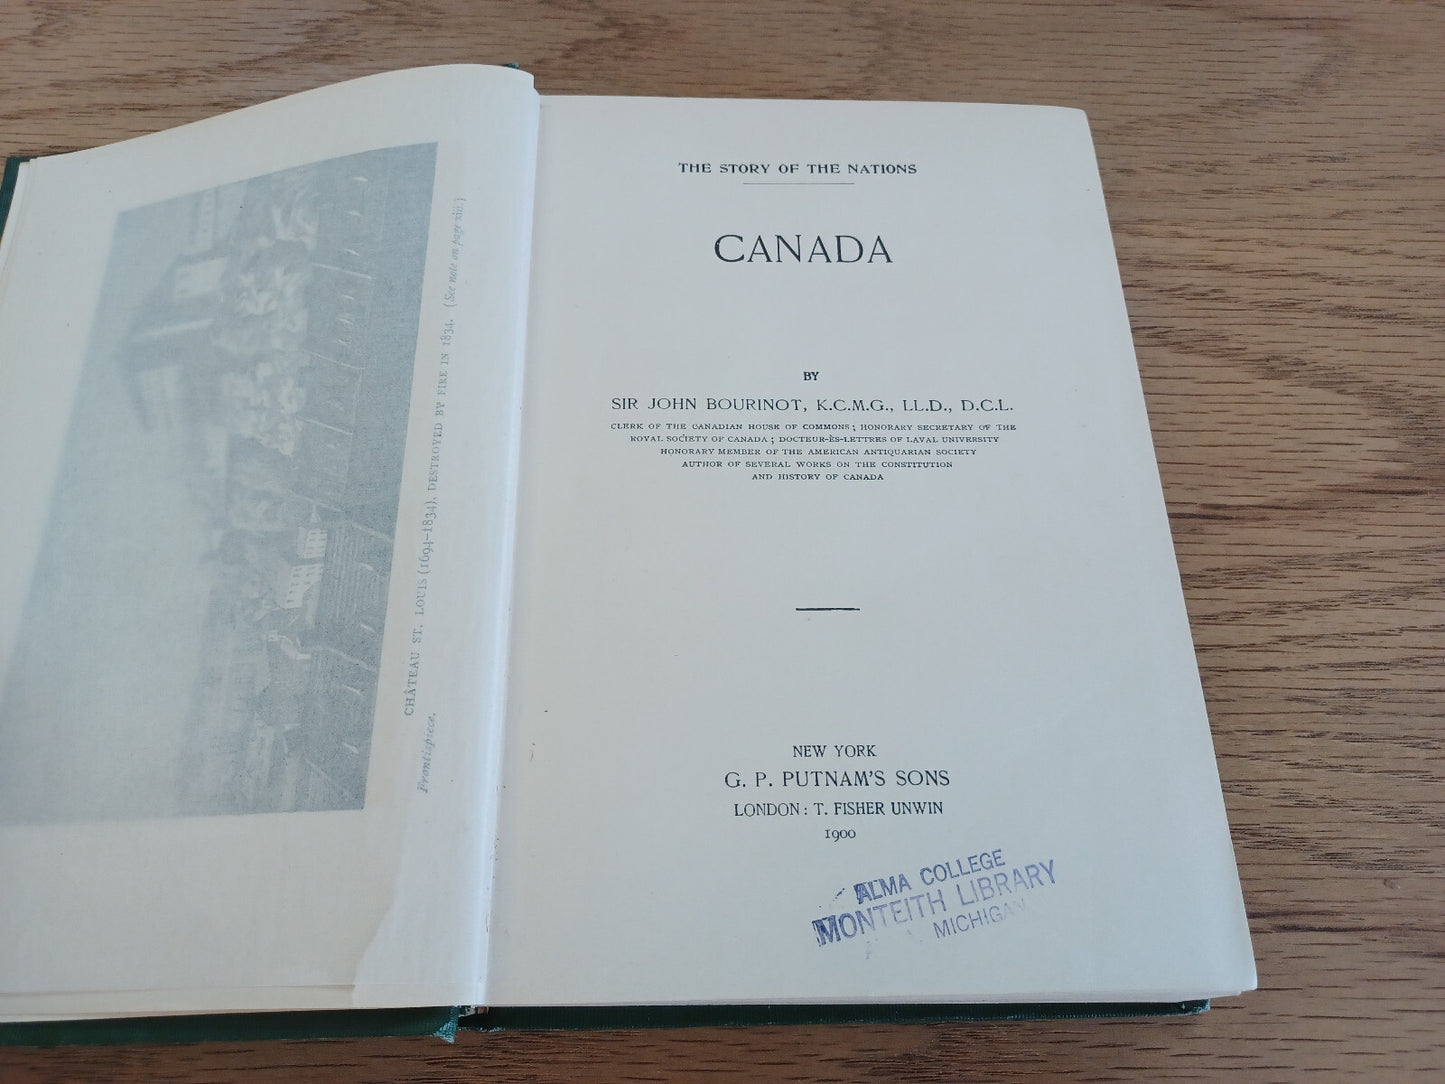 CHÂTEAU ST. LOUIS (1694-1834), DESTROYED BY FIRE IN 1834. (See note on page xiii.)
Frontispiece.
THE STORY OF THE NATIONS
CANADA
BY
SIR JOHN BOURINOT, K.C.M.G., LL.D., D.C.L.
CLERK OF THE CANADIAN HOUSE OF COMMONS; HONORARY SECRETARY OF THE
ROYAL SOCIETY OF CANADA; DOCTEUR-ÈS-LETTRES OF LAVAL UNIVERSITY
HONORARY MEMBER OF THE AMERICAN ANTIQUARIAN SOCIETY
AUTHOR OF SEVERAL WORKS ON THE CONSTITUTION
AND HISTORY OF CANADA
NEW YORK
G. P. PUTNAM'S SONS
LONDON: T. FISHER UNWIN
1900
ALMA COLLEGE
MONTEITH LIBRARY
MICHIGAN